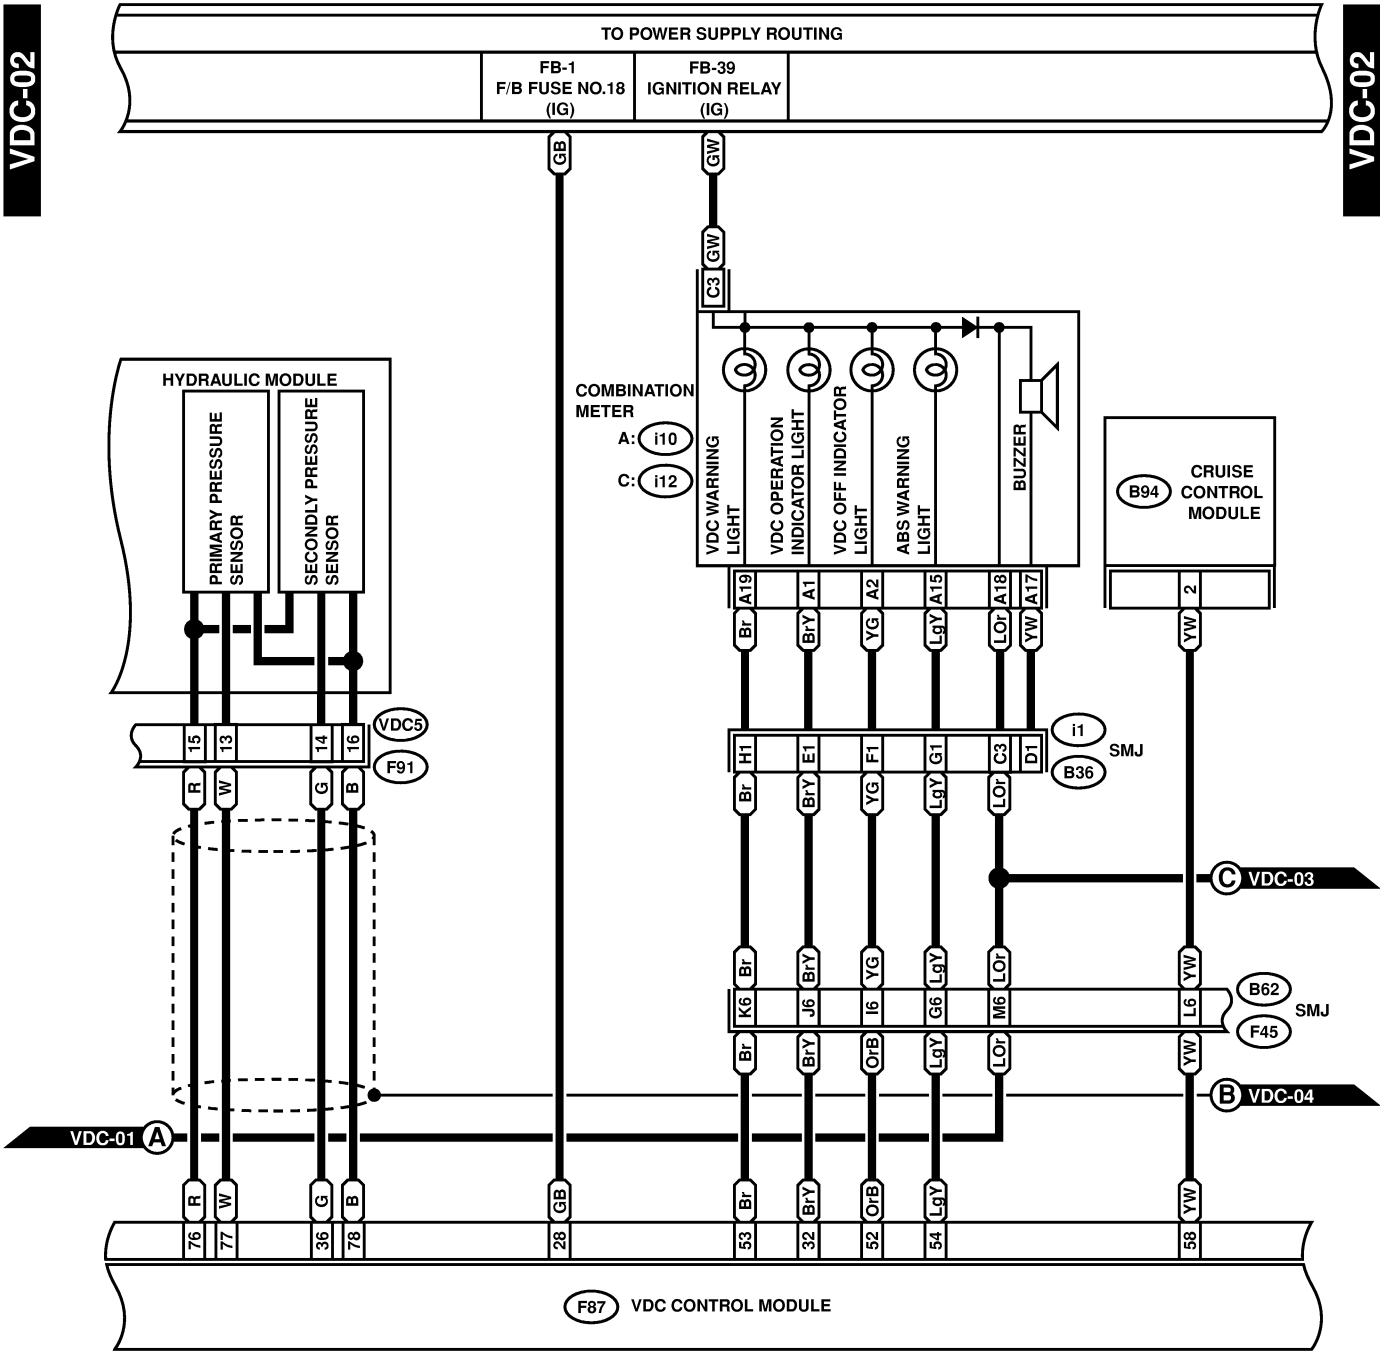 VDC-02
VDC-02
TO POWER SUPPLY ROUTING
FB-1
F/B FUSE NO.18
(IG)
FB-39
IGNITION RELAY
(IG)
GB
GW
GW
C3
HYDRAULIC MODULE
PRIMARY PRESSURE
SENSOR
SECONDLY PRESSURE
SENSOR
COMBINATION
METER
A: i10
C: i12
VDC WARNING
LIGHT
VDC OPERATION
INDICATOR LIGHT
VDC OFF INDICATOR
LIGHT
ABS WARNING
LIGHT
BUZZER
B94
CRUISE
CONTROL
MODULE
A19
A1
A2
A15
A18
A17
2
Br
BrY
YG
LgY
LOr
YW
YW
VDC5
15
13
14
16
F91
i1
H1
E1
F1
G1
C3
D1
SMJ
B36
R
W
G
B
Br
BrY
YG
LgY
LOr
C VDC-03
Br
BrY
YG
LgY
LOr
YW
B62
K6
J6
I6
G6
M6
L6
SMJ
F45
Br
BrY
OrB
LgY
LOr
YW
B VDC-04
VDC-01 A
R
W
G
B
GB
Br
BrY
OrB
LgY
YW
76
77
36
78
28
53
32
52
54
58
F87 VDC CONTROL MODULE